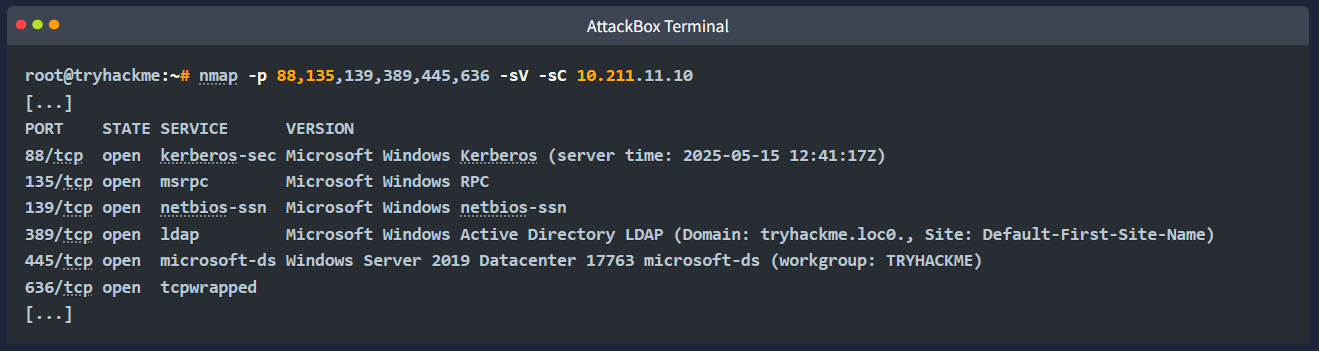 AttackBox Terminal
root@tryhackme:~# nmap -p 88,135,139,389,445,636 -sV -sC 10.211.11.10
[...]
PORT    STATE SERVICE      VERSION
88/tcp  open  kerberos-sec Microsoft Windows Kerberos (server time: 2025-05-15 12:41:17Z)
135/tcp open  msrpc        Microsoft Windows RPC
139/tcp open  netbios-ssn  Microsoft Windows netbios-ssn
389/tcp open  ldap         Microsoft Windows Active Directory LDAP (Domain: tryhackme.loc0., Site: Default-First-Site-Name)
445/tcp open  microsoft-ds Windows Server 2019 Datacenter 17763 microsoft-ds (workgroup: TRYHACKME)
636/tcp open  tcpwrapped
[...]